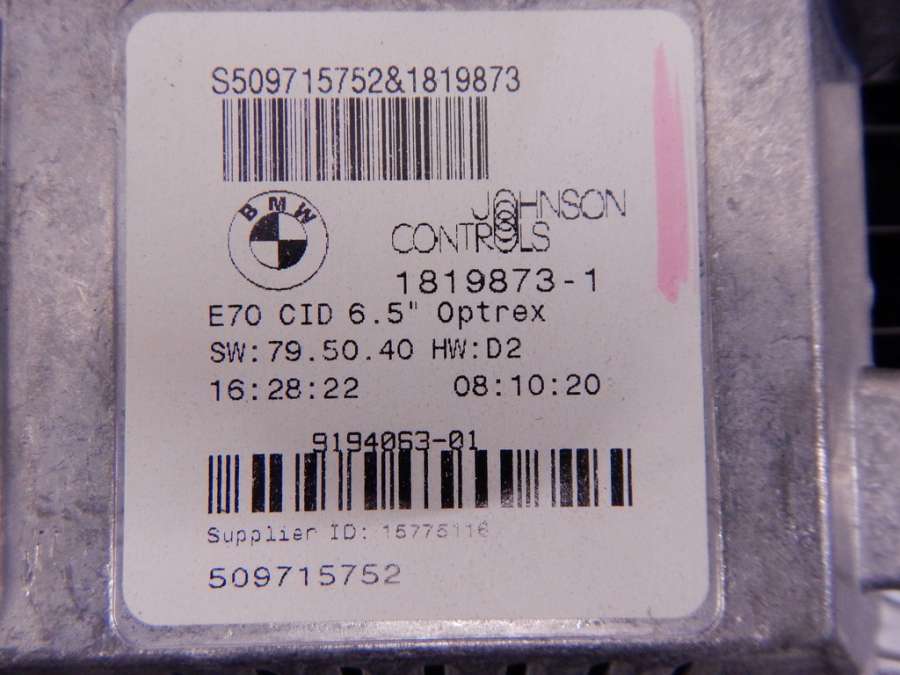 S509715752&1819873
BMW
JOHNSON
CONTROLS
1819873-1
E70 CID 6.5" Optrex
SW:79.50.40 HW:D2
16:28:22 08:10:20
9194063-01
Supplier ID: 15775116
509715752